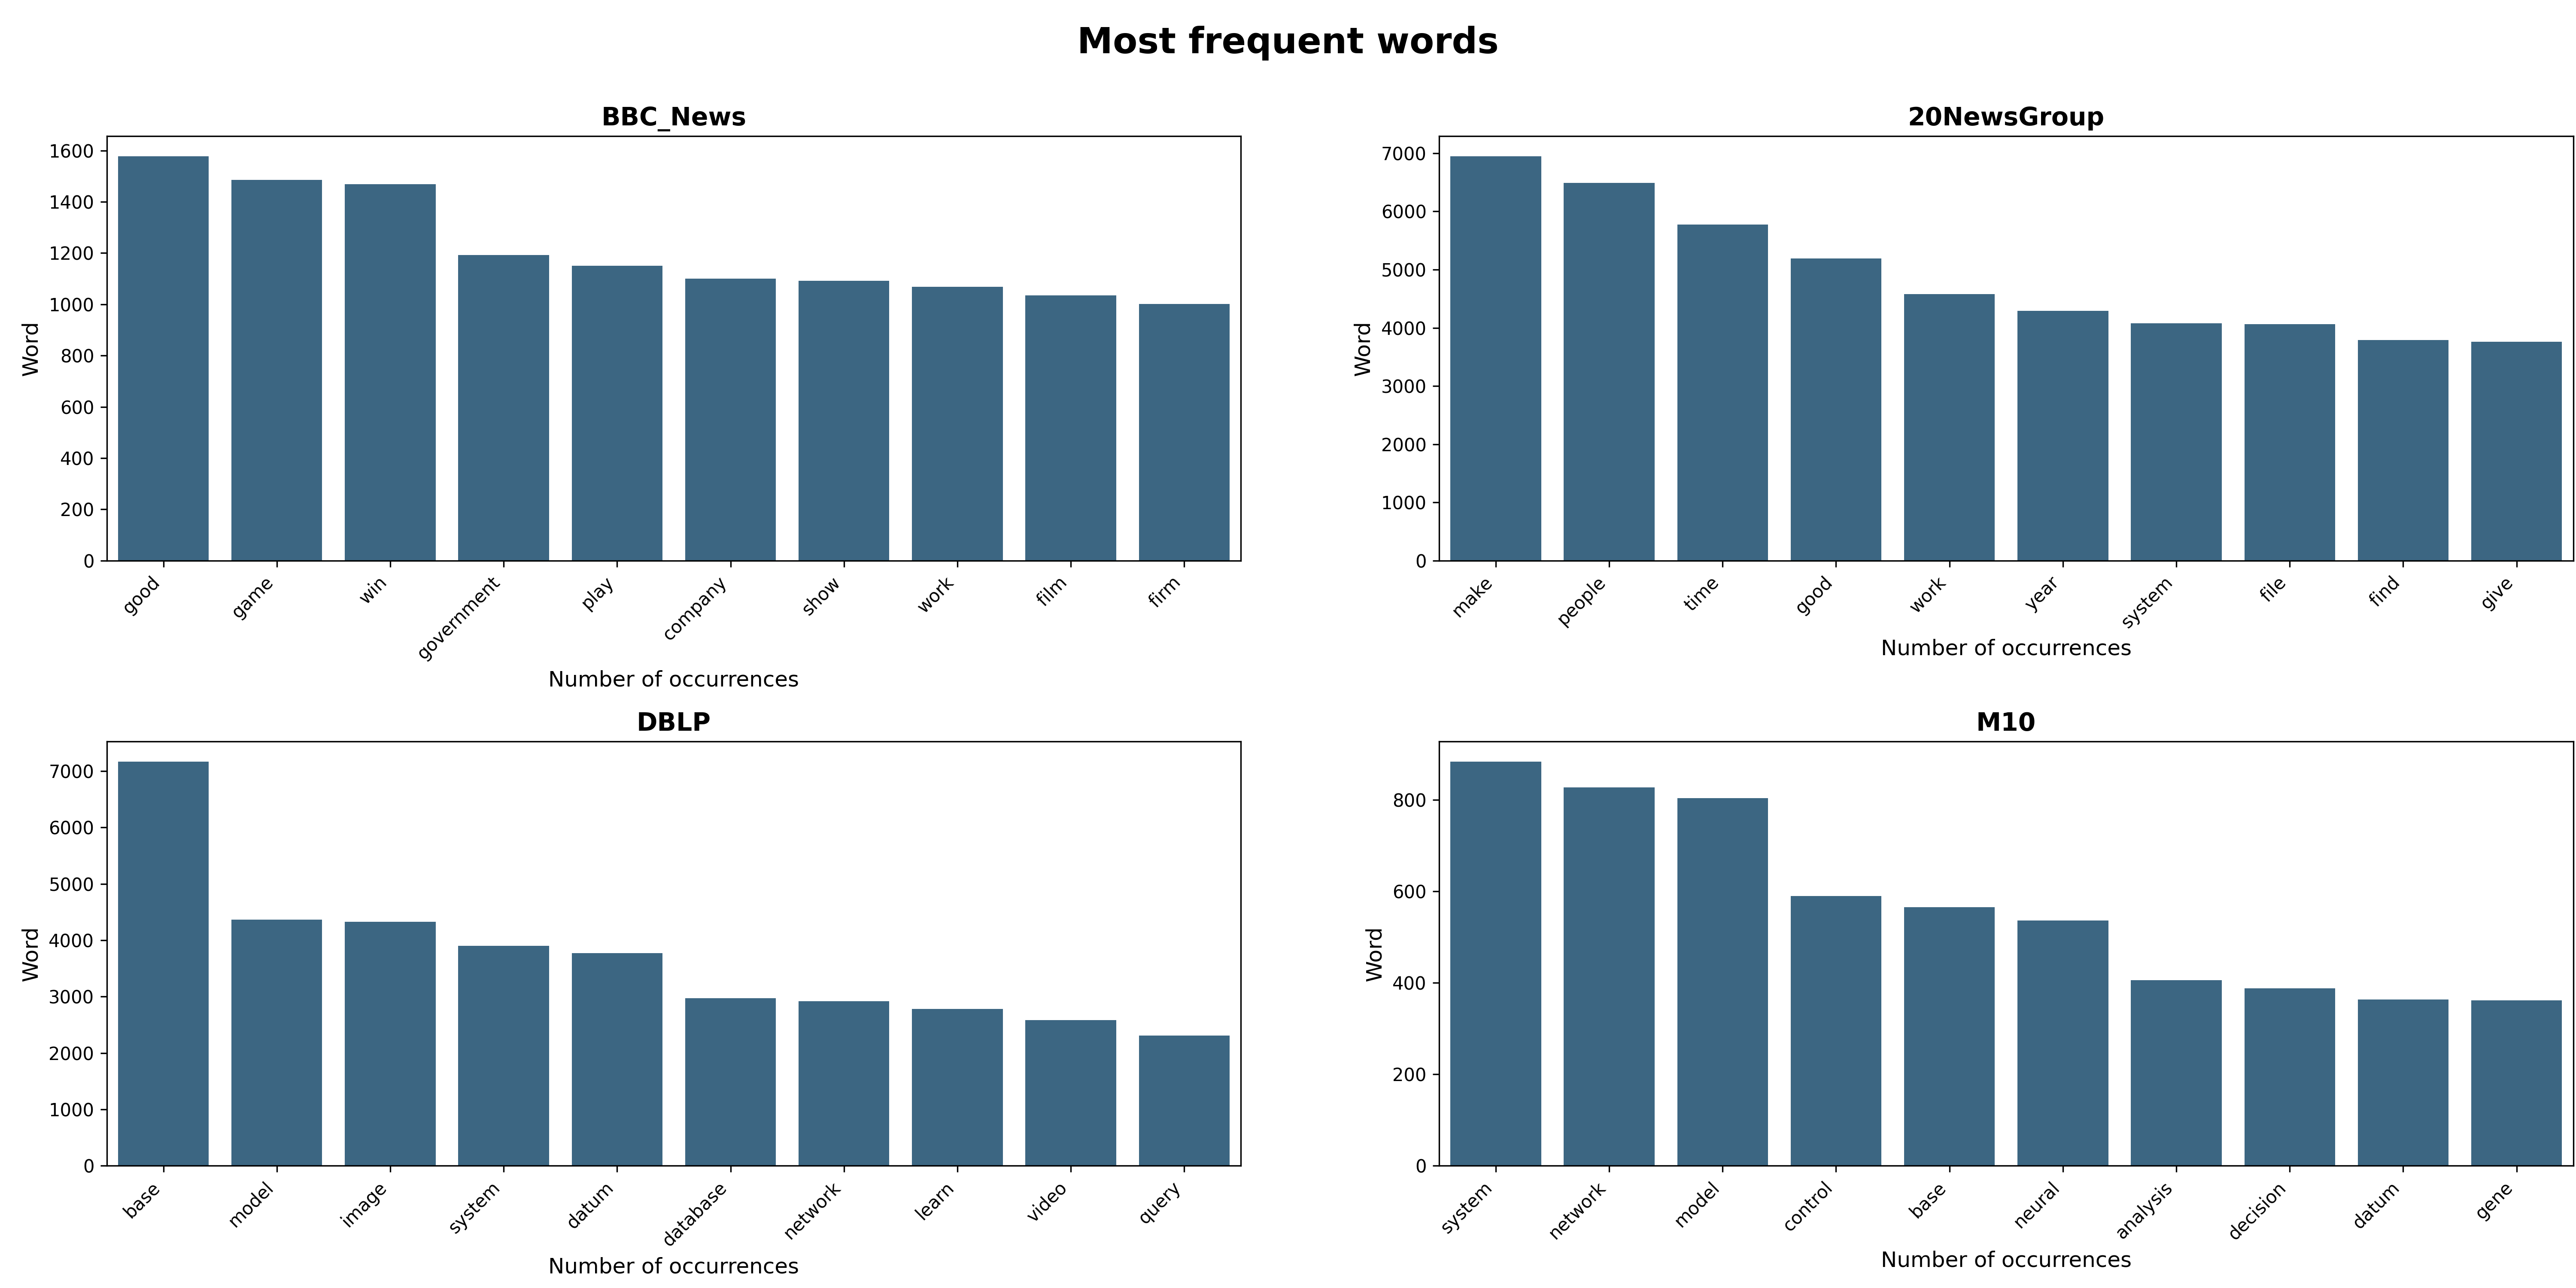 Most frequent words
BBC_News
1600
1400
1200
1000
800
600
400
200
0
Word
good
game
win
government
play
company
show
work
film
firm
Number of occurrences
20NewsGroup
7000
6000
5000
4000
3000
2000
1000
0
Word
make
people
time
good
work
year
system
file
find
give
Number of occurrences
DBLP
7000
6000
5000
4000
3000
2000
1000
0
Word
base
model
image
system
datum
database
network
learn
video
query
Number of occurrences
M10
800
600
400
200
0
Word
system
network
model
control
base
neural
analysis
decision
datum
gene
Number of occurrences